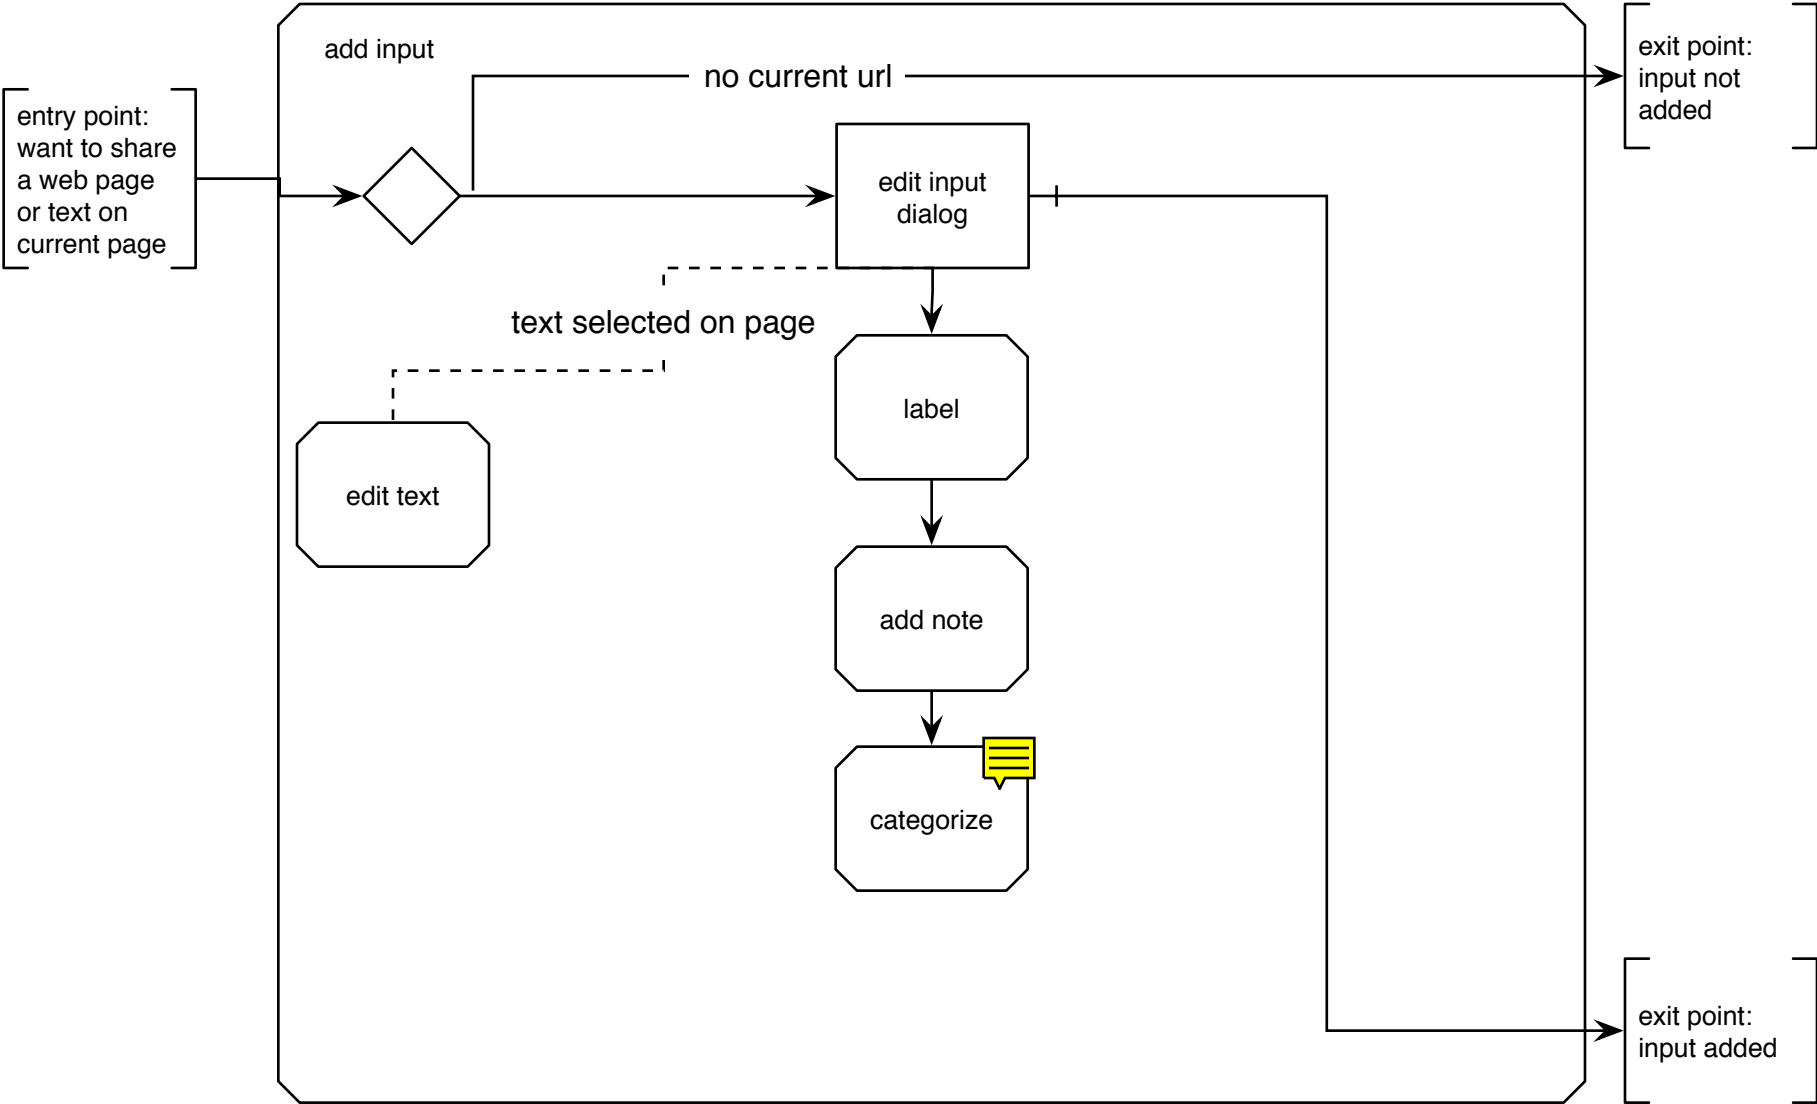 add input
no current url
exit point:
input not
added
entry point:
want to share
a web page
or text on
current page
edit input
dialog
text selected on page
label
edit text
add note
categorize
exit point:
input added